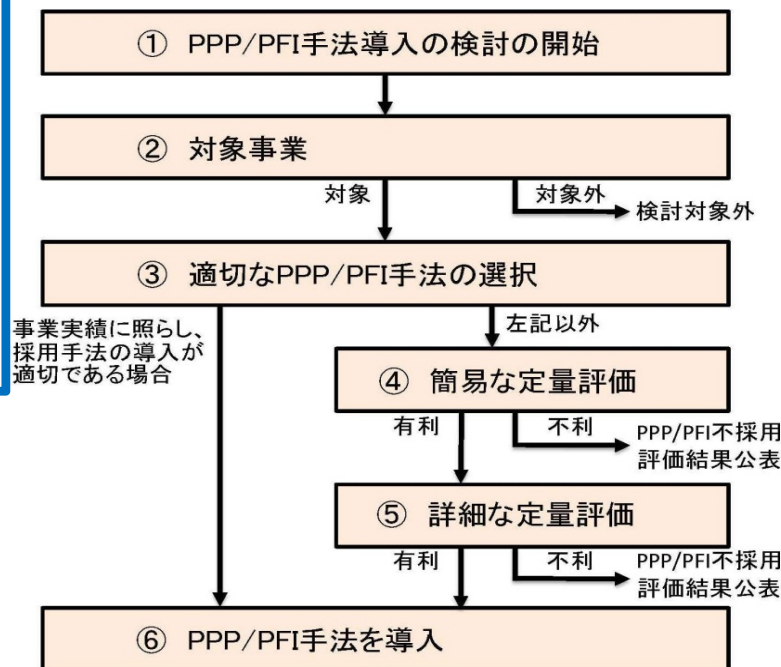 ① PPP/PFI手法導入の検討の開始
② 対象事業
対象
対象外
検討対象外
③ 適切なPPP/PFI手法の選択
事業実績に照らし、
採用手法の導入が
適切である場合
左記以外
④ 簡易な定量評価
有利
不利
PPP/PFI不採用
評価結果公表
⑤ 詳細な定量評価
有利
不利
PPP/PFI不採用
評価結果公表
⑥ PPP/PFI手法を導入